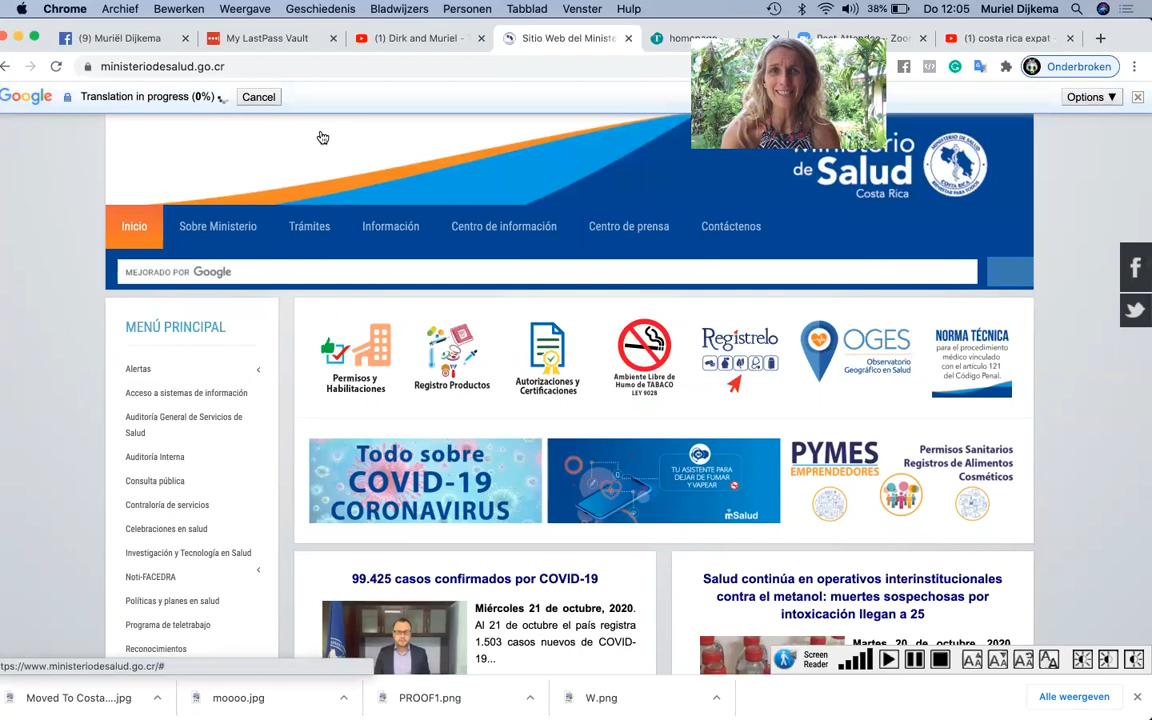 Chrome Archief Bewerken Weergave Geschiedenis Bladwijzers Personen Tabblad Venster Hulp 38% Do 12:05 Muriel Dijkema
(9) Muriël Dijkema My LastPass Vault (1) Dirk and Muriel - Sitio Web del Ministe homepage Post Attendee - Zoom (1) costa rica expat
ministeriodesalud.go.cr Onderbroken
Google Translation in progress (0%) Cancel Options ▼
Ministerio
de Salud
Costa Rica
Inicio Sobre Ministerio Trámites Información Centro de información Centro de prensa Contáctenos
MEJORADO POR Google
MENÚ PRINCIPAL
Alertas
Acceso a sistemas de información
Auditoría General de Servicios de
Salud
Auditoría Interna
Consulta pública
Contraloría de servicios
Celebraciones en salud
Investigación y Tecnología en Salud
Noti-FACEDRA
Políticas y planes en salud
Programa de teletrabajo
Reconocimientos
Permisos y
Habilitaciones
Registro Productos
Autorizaciones y
Certificaciones
Ambiente Libre de
Humo de TABACO
LEY 9028
Regístrelo
OGES
Observatorio
Geográfico en Salud
NORMA TÉCNICA
para el procedimiento
médico vinculado
con el artículo 121
del Código Penal.
Todo sobre
COVID-19
CORONAVIRUS
TU ASISTENTE PARA
DEJAR DE FUMAR
Y VAPEAR
mSalud
PYMES
EMPRENDEDORES
Permisos Sanitarios
Registros de Alimentos
Cosméticos
99.425 casos confirmados por COVID-19
Miércoles 21 de octubre, 2020.
Al 21 de octubre el país registra
1.503 casos nuevos de COVID-
19...
Salud continúa en operativos interinstitucionales
contra el metanol: muertes sospechosas por
intoxicación llegan a 25
Martes 20 de octubre, 2020
Screen
Reader
tps://www.ministeriodesalud.go.cr/#
Moved To Costa....jpg moooo.jpg PROOF1.png W.png Alle weergeven